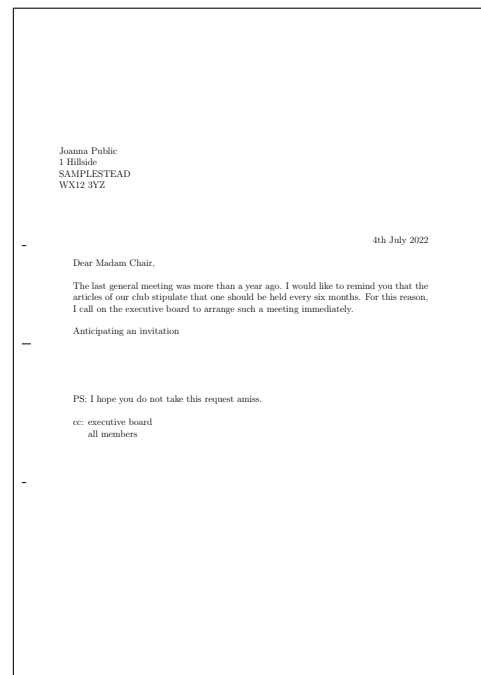 Joanna Public
1 Hillside
SAMPLESTEAD
WX12 3YZ
4th July 2022
Dear Madam Chair,
The last general meeting was more than a year ago. I would like to remind you that the
articles of our club stipulate that one should be held every six months. For this reason,
I call on the executive board to arrange such a meeting immediately.
Anticipating an invitation
PS: I hope you do not take this request amiss.
cc: executive board
all members